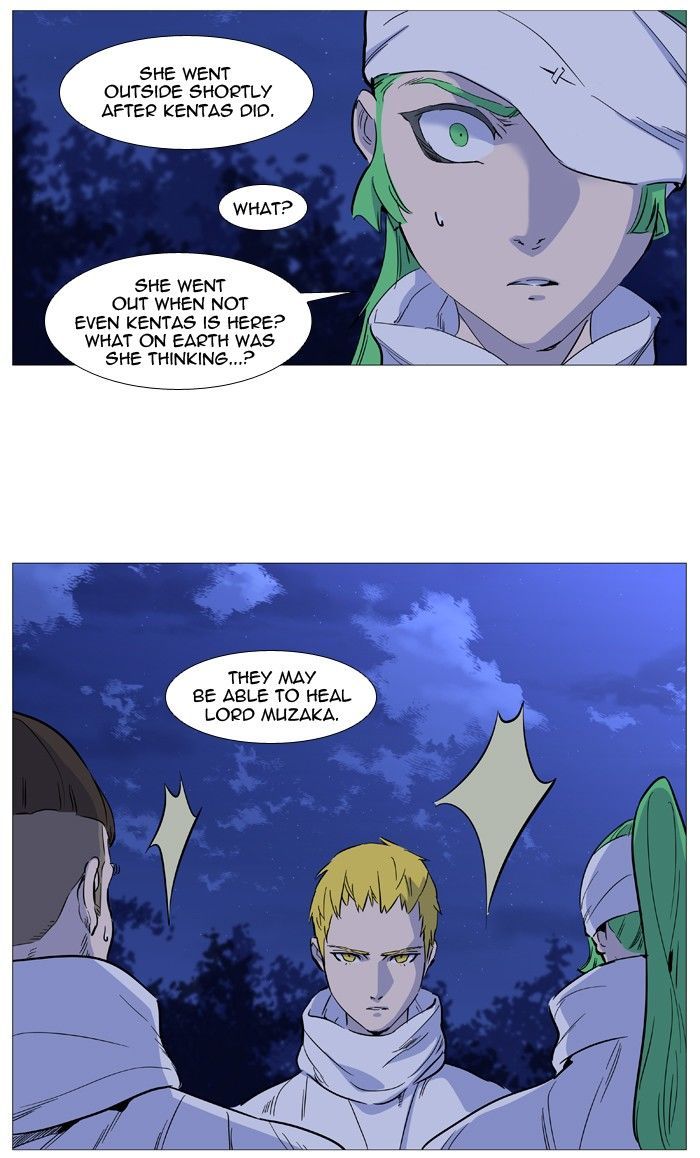 SHE WENT
OUTSIDE SHORTLY
AFTER KENTAS DID.
WHAT?
SHE WENT
OUT WHEN NOT
EVEN KENTAS IS HERE?
WHAT ON EARTH WAS
SHE THINKING...?
THEY MAY
BE ABLE TO HEAL
LORD MUZAKA.